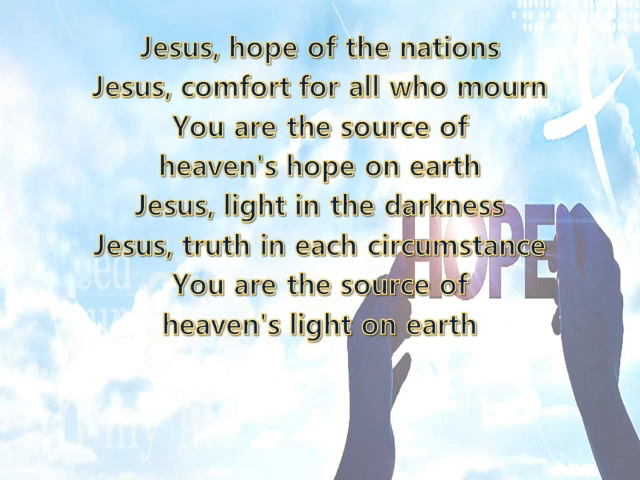 Jesus, hope of the nations
Jesus, comfort for all who mourn
You are the source of
heaven's hope on earth
Jesus, light in the darkness
HOPE
Jesus, truth in each circumstance
You are the source of
heaven's light on earth